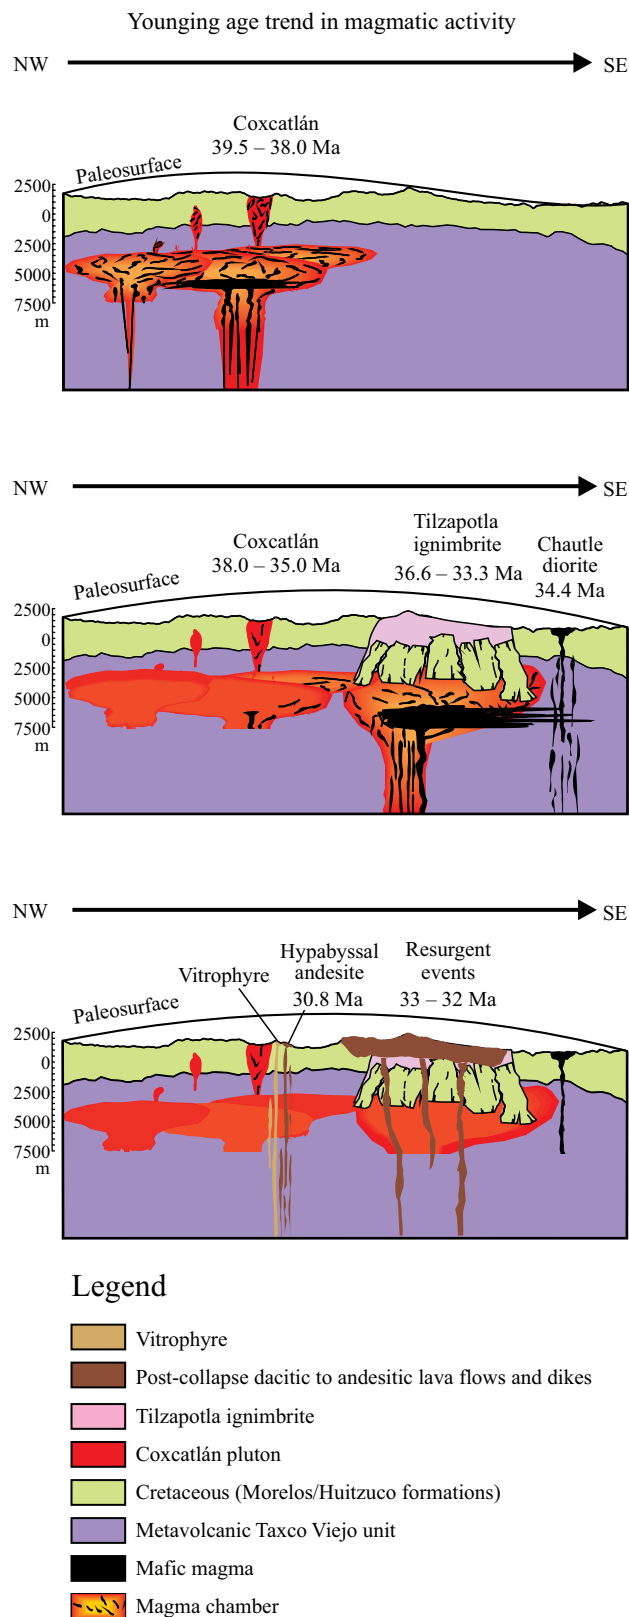 Younging age trend in magmatic activity
NW
SE
Coxcatlán
39.5 – 38.0 Ma
Paleosurface
2500
0
2500
5000
7500
m
NW
SE
Coxcatlán
38.0 – 35.0 Ma
Tilzapotla
ignimbrite
36.6 – 33.3 Ma
Chautle
diorite
34.4 Ma
Paleosurface
2500
0
2500
5000
7500
m
NW
SE
Vitrophyre
Hypabyssal
andesite
30.8 Ma
Resurgent
events
33 – 32 Ma
Paleosurface
2500
0
2500
5000
7500
m
Legend
Vitrophyre
Post-collapse dacitic to andesitic lava flows and dikes
Tilzapotla ignimbrite
Coxcatlán pluton
Cretaceous (Morelos/Huitzuco formations)
Metavolcanic Taxco Viejo unit
Mafic magma
Magma chamber